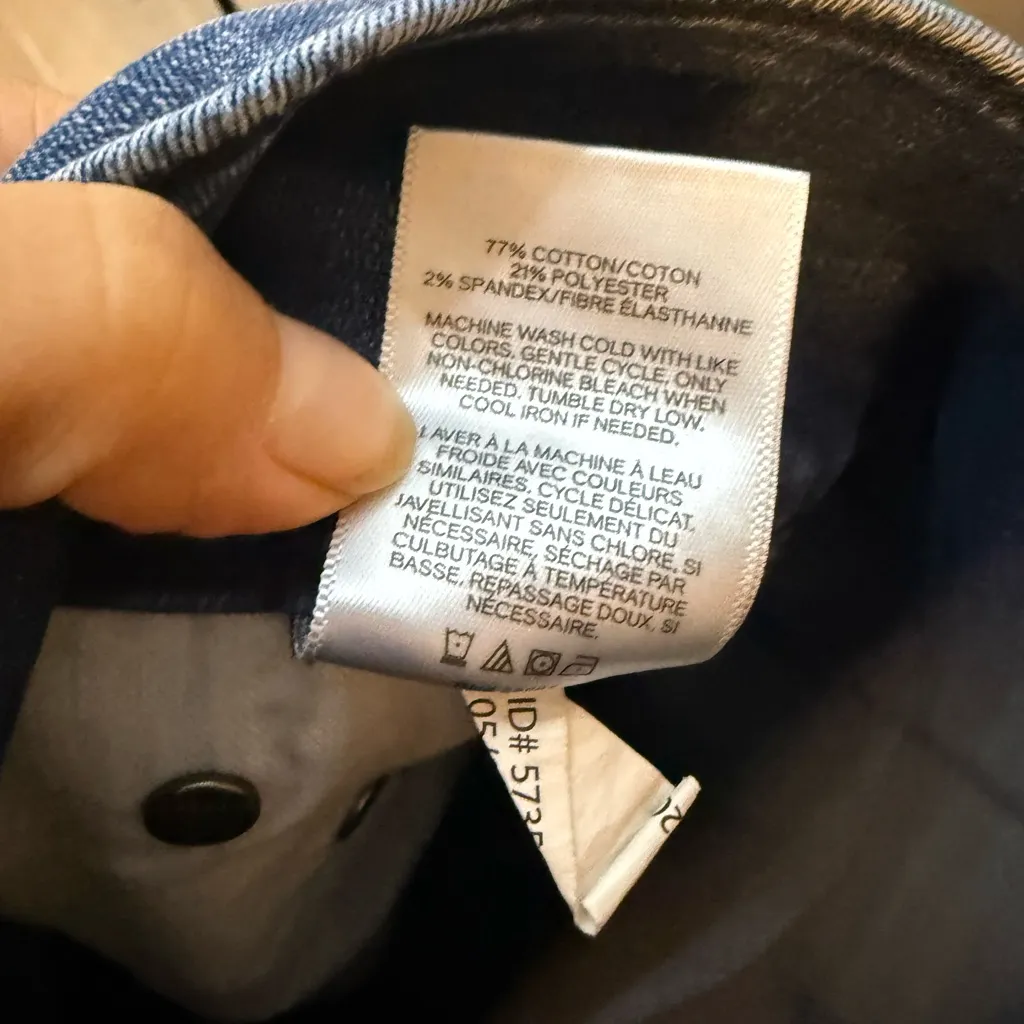 77% COTTON/COTON
21% POLYESTER
2% SPANDEX/FIBRE ÉLASTHANNE
MACHINE WASH COLD WITH LIKE
COLORS, GENTLE CYCLE, ONLY
NON-CHLORINE BLEACH WHEN
NEEDED. TUMBLE DRY LOW.
COOL IRON IF NEEDED.
LAVER À LA MACHINE À LEAU
FROIDE AVEC COULEURS
SIMILAIRES, CYCLE DÉLICAT,
UTILISEZ SEULEMENT DU
JAVELLISANT SANS CHLORE, SI
NÉCESSAIRE, SÉCHAGE PAR
CULBUTAGE À TEMPÉRATURE
BASSE, REPASSAGE DOUX, SI
NÉCESSAIRE.
ID# 5735
05